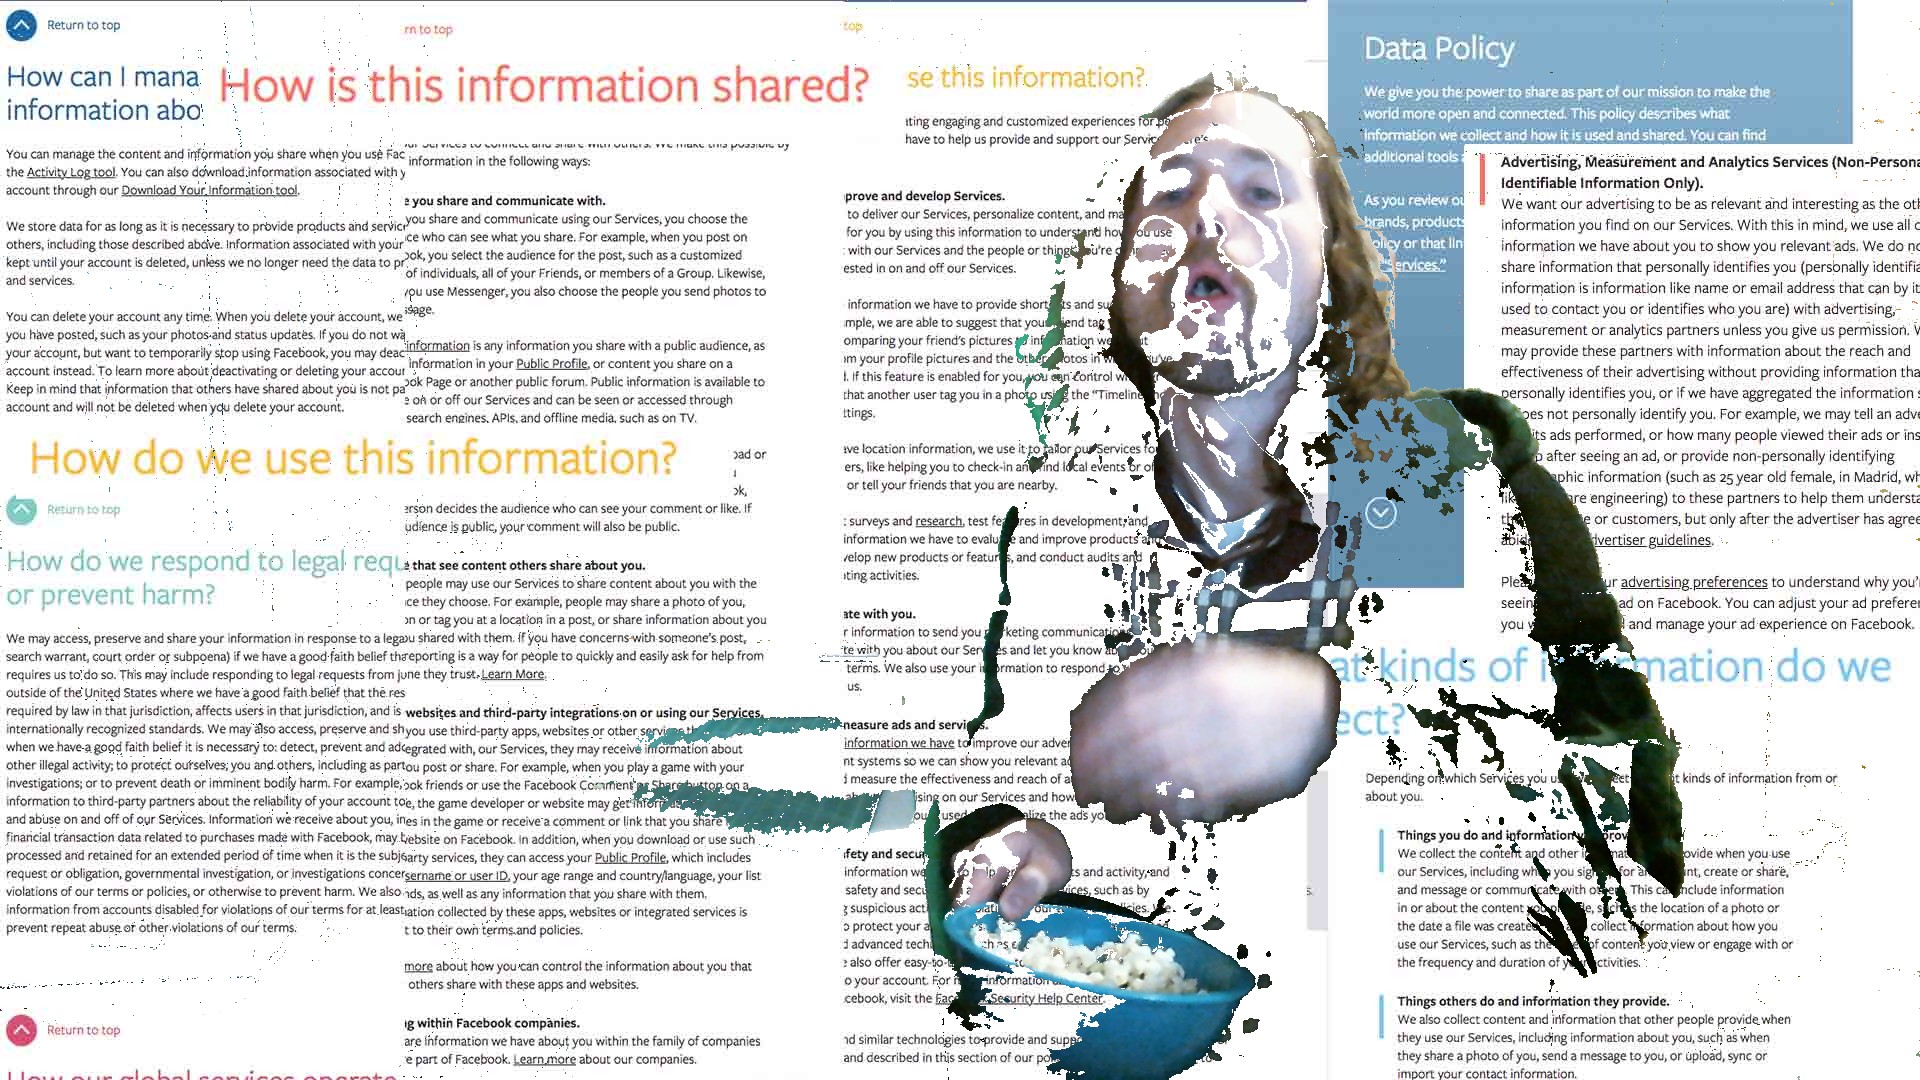 Return to top
How can I mana
information abo
You can manage the content and information you share when you use Fac
the Activity Log tool. You can also download information associated with y
account through our Download Your Information tool.
We store data for as long as it is necessary to provide products and servic
others, including those described above. Information associated with your
kept until your account is deleted, unless we no longer need the data to pr
and services.
You can delete your account any time. When you delete your account, we
you have posted, such as your photos and status updates. If you do not wa
your account, but want to temporarily stop using Facebook, you may deac
account instead. To learn more about deactivating or deleting your accour
Keep in mind that information that others have shared about you is not pa
account and will not be deleted when you delete your account.
How do we use this information?
Return to top
How do we respond to legal requ
or prevent harm?
We may access, preserve and share your information in response to a lega
search warrant, court order or subpoena) if we have a good faith belief th
requires us to do so. This may include responding to legal requests from j
outside of the United States where we have a good faith belief that the res
required by law in that jurisdiction, affects users in that jurisdiction, and is
internationally recognized standards. We may also access, preserve and sh
when we have a good faith belief it is necessary to: detect, prevent and adc
other illegal activity; to protect ourselves, you and others, including as part
investigations; or to prevent death or imminent bodily harm. For example,
information to third-party partners about the reliability of your account to
and abuse on and off of our Services. Information we receive about you, in
financial transaction data related to purchases made with Facebook, may b
processed and retained for an extended period of time when it is the subje
request or obligation, governmental investigation, or investigations concer
violations of our terms or policies, or otherwise to prevent harm. We also
information from accounts disabled for violations of our terms for at least
prevent repeat abuse or other violations of our terms.
Return to top
How our global services operate
rn to top
How is this information shared?
information in the following ways:
e you share and communicate with.
you share and communicate using our Services, you choose the
ce who can see what you share. For example, when you post on
ook, you select the audience for the post, such as a customized
of individuals, all of your Friends, or members of a Group. Likewise,
you use Messenger, you also choose the people you send photos to
ssage.
information is any information you share with a public audience, as
information in your Public Profile, or content you share on a
ok Page or another public forum. Public information is available to
e on or off our Services and can be seen or accessed through
search engines, APIs, and offline media, such as on TV.
oad or
ok,
erson decides the audience who can see your comment or like. If
udience is public, your comment will also be public.
e that see content others share about you.
people may use our Services to share content about you with the
ce they choose. For example, people may share a photo of you,
on or tag you at a location in a post, or share information about you
ou shared with them. If you have concerns with someone's post,
reporting is a way for people to quickly and easily ask for help from
one they trust. Learn More.
websites and third-party integrations on or using our Services.
you use third-party apps, websites or other services
egrated with, our Services, they may receive information about
ou post or share. For example, when you play a game with your
ook friends or use the Facebook Comment or Share button on a
e, the game developer or website may get
es in the game or receive a comment or link that you share
ebsite on Facebook. In addition, when you download or use such
arty services, they can access your Public Profile, which includes
sername or user ID, your age range and country/language, your list
nds, as well as any information that you share with them.
ation collected by these apps, websites or integrated services is
t to their own terms and policies.
more about how you can control the information about you that
others share with these apps and websites.
g within Facebook companies.
are information we have about you within the family of companies
e part of Facebook. Learn more about our companies.
top
se this information?
ting engaging and customized experiences for
have to help us provide and support our
prove and develop Services.
to deliver our Services, personalize content, and
for you by using this information to understand
with our Services and the people or things you're
ested in on and off our Services.
information we have to provide
mple, we are able to suggest that your
omparing your friend's pictures
om your profile pictures and the
l. If this feature is enabled for you, you can control
that another user tag you in a photo using the "Timeline
ttings.
ave location information, we use it to tailor our Services
ers, like helping you to check-in and find local events or
or tell your friends that you are nearby.
t surveys and research, test features in development, and
information we have to evaluate and improve products
velop new products or features, and conduct audits and
ting activities.
ate with you.
r information to send you marketing communications
te with you about our Services and let you know
terms. We also use your information to respond to
us.
measure ads and services.
information we have to improve our
nt systems so we can show you relevant
d measure the effectiveness and reach of
sing on our Services and
alize the ads
fety and
information we
ts and activity, and
safety and
such as by
g suspicious
o protect your
d advanced
e also offer
o your account. For
information
cebook, visit the
Security Help Center.
nd similar technologies to provide and
and described in this section of our
Data Policy
We give you the power to share as part of our mission to make the
world more open and connected. This policy describes what
information we collect and how it is used and shared. You can find
additional tools
As you review
brands, products
policy or that
Services."
Advertising, Measurement and Analytics Services (Non-Persona
Identifiable Information Only).
We want our advertising to be as relevant and interesting as the oth
information you find on our Services. With this in mind, we use all o
information we have about you to show you relevant ads. We do no
share information that personally identifies you (personally identifia
information is information like name or email address that can by it
used to contact you or identifies who you are) with advertising,
measurement or analytics partners unless you give us permission. W
may provide these partners with information about the reach and
effectiveness of their advertising without providing information tha
personally identifies you, or if we have aggregated the information s
does not personally identify you. For example, we may tell an adve
its ads performed, or how many people viewed their ads or ins
after seeing an ad, or provide non-personally identifying
information (such as 25 year old female, in Madrid, wh
engineering) to these partners to help them understa
or customers, but only after the advertiser has agree
advertiser guidelines.
advertising preferences to understand why you'r
ad on Facebook. You can adjust your ad preferen
and manage your ad experience on Facebook.
at kinds of information do we
ect?
Depending on which Services you
kinds of information from or
about you.
Things you do and information you provide.
We collect the content and other information you provide when you use
our Services, including when you sign up for an account, create or share,
and message or communicate with others. This can include information
in or about the content you provide, such as the location of a photo or
the date a file was created. We also collect information about how you
use our Services, such as the types of content you view or engage with or
the frequency and duration of your activities.
Things others do and information they provide.
We also collect content and information that other people provide when
they use our Services, including information about you, such as when
they share a photo of you, send a message to you, or upload, sync or
import your contact information.